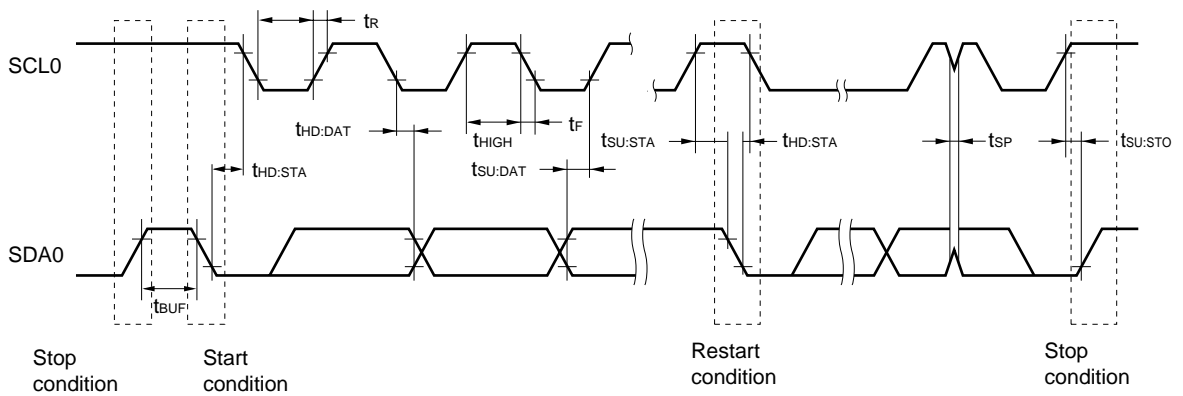 tR
SCL0
tHD:DAT
tHIGH
tF
tSU:STA
tHD:STA
tSP
tSU:STO
tHD:STA
tSU:DAT
SDA0
tBUF
Stop
condition
Start
condition
Restart
condition
Stop
condition